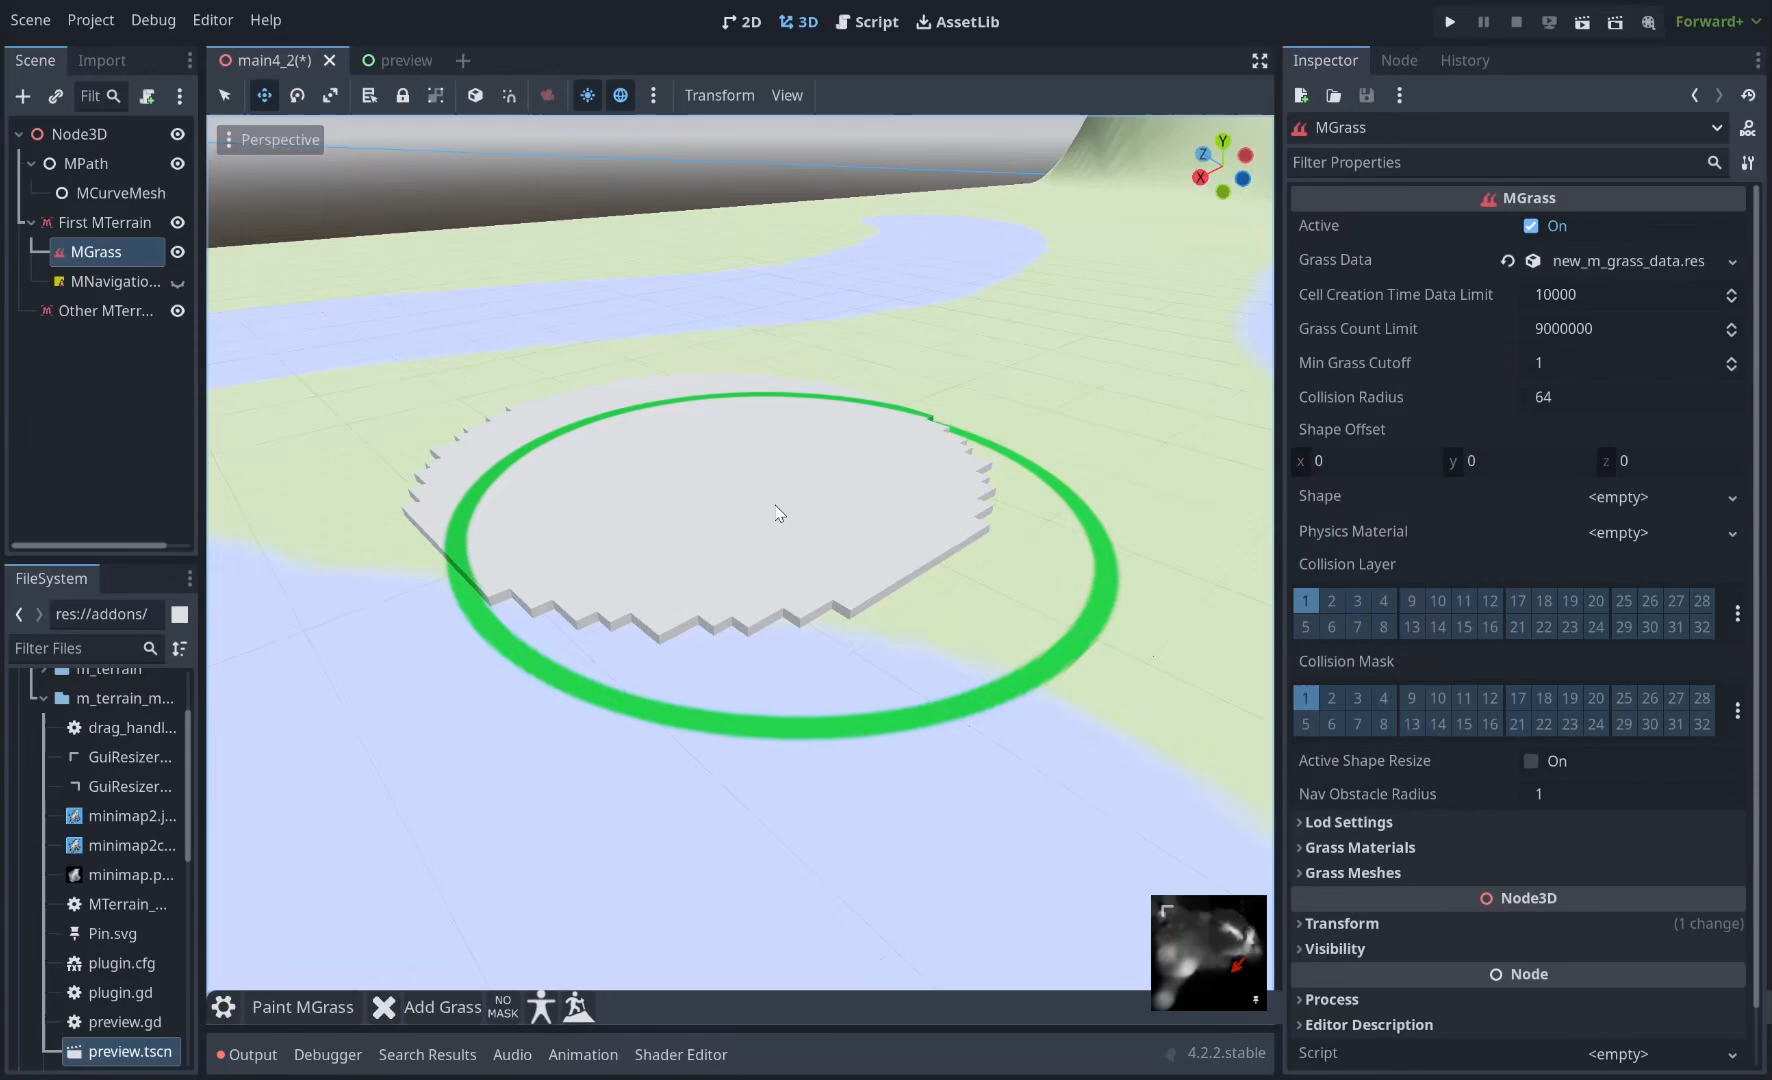 Scene Project Debug Editor Help
2D 3D Script AssetLib
Forward+
Scene Import
Filt
Node3D
MPath
MCurveMesh
First MTerrain
MGrass
MNavigatio...
Other MTerr...
FileSystem
res://addons/
Filter Files
m_terrain
m_terrain_m...
drag_handl...
GuiResizer...
GuiResizer...
minimap2.j...
minimap2c...
minimap.p...
MTerrain_...
Pin.svg
plugin.cfg
plugin.gd
preview.gd
preview.tscn
main4_2(*) preview
Transform View
Perspective
Y
Z
X
Paint MGrass Add Grass NO MASK
Output Debugger Search Results Audio Animation Shader Editor
4.2.2.stable
Inspector Node History
MGrass
DOC
Filter Properties
MGrass
Active On
Grass Data new_m_grass_data.res
Cell Creation Time Data Limit 10000
Grass Count Limit 9000000
Min Grass Cutoff 1
Collision Radius 64
Shape Offset
x 0 y 0 z 0
Shape <empty>
Physics Material <empty>
Collision Layer
1 2 3 4 9 10 11 12 17 18 19 20 25 26 27 28
5 6 7 8 13 14 15 16 21 22 23 24 29 30 31 32
Collision Mask
1 2 3 4 9 10 11 12 17 18 19 20 25 26 27 28
5 6 7 8 13 14 15 16 21 22 23 24 29 30 31 32
Active Shape Resize On
Nav Obstacle Radius 1
Lod Settings
Grass Materials
Grass Meshes
Node3D
Transform (1 change)
Visibility
Node
Process
Editor Description
Script <empty>